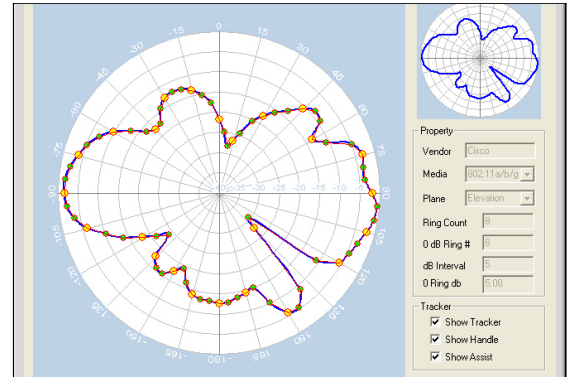 0
-15
15
-30
30
-45
45
-60
60
-75
75
-90
-35
-30
-25
-20
-15
-10
90
-105
105
-120
120
-135
135
-150
150
-165
165
-180
Property
Vendor Cisco
Media 802.11a/b/g
Plane Elevation
Ring Count 8
0 dB Ring # 8
dB Interval 5
0 Ring db 5.00
Tracker
Show Tracker
Show Handle
Show Assist